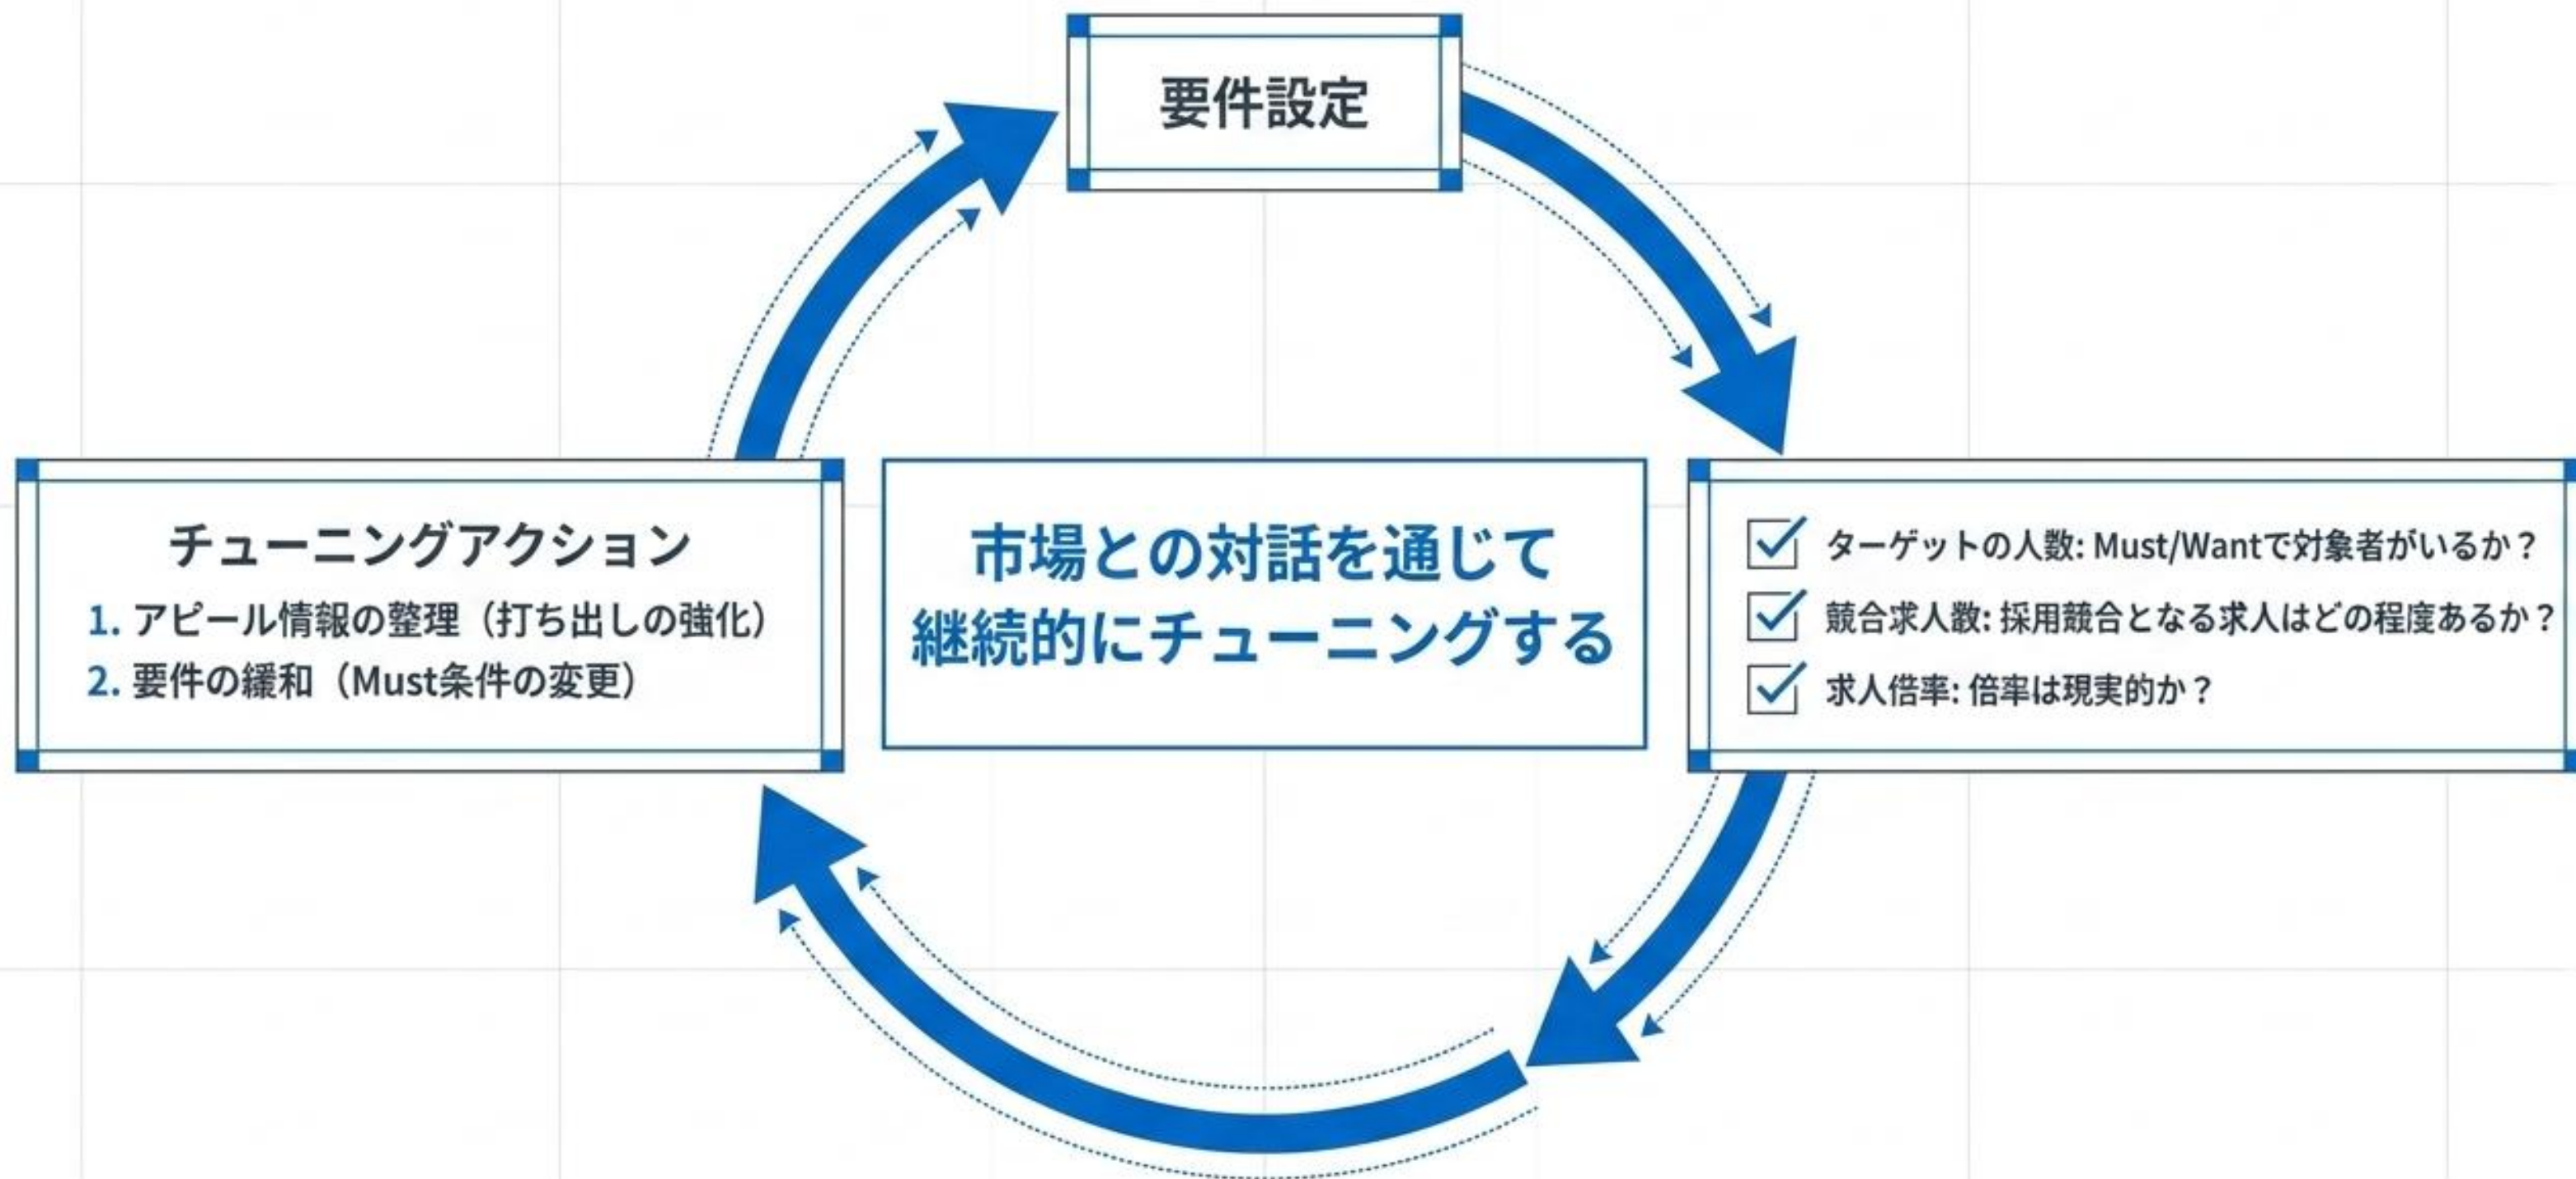 要件設定
チューニングアクション
1. アピール情報の整理（打ち出しの強化）
2. 要件の緩和（Must条件の変更）
市場との対話を通じて
継続的にチューニングする
ターゲットの人数: Must/Wantで対象者がいるか？
競合求人数: 採用競合となる求人はどの程度あるか？
求人倍率: 倍率は現実的か？